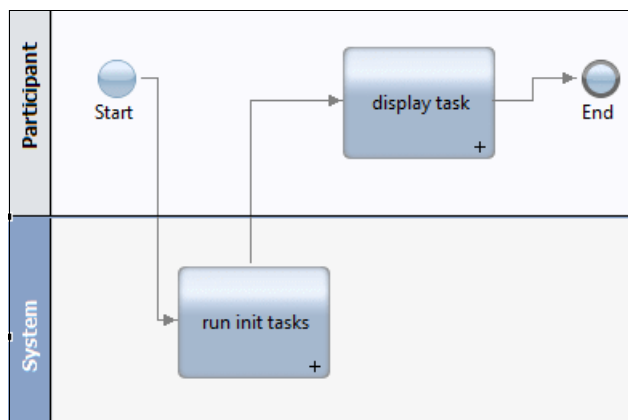 Participant
Start
display task
End
System
run init tasks